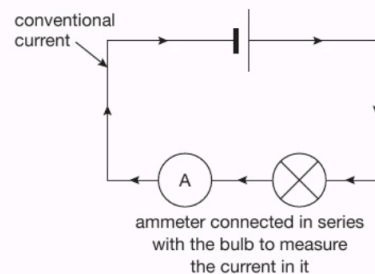 conventional
current
A
ammeter connected in series
with the bulb to measure
the current in it